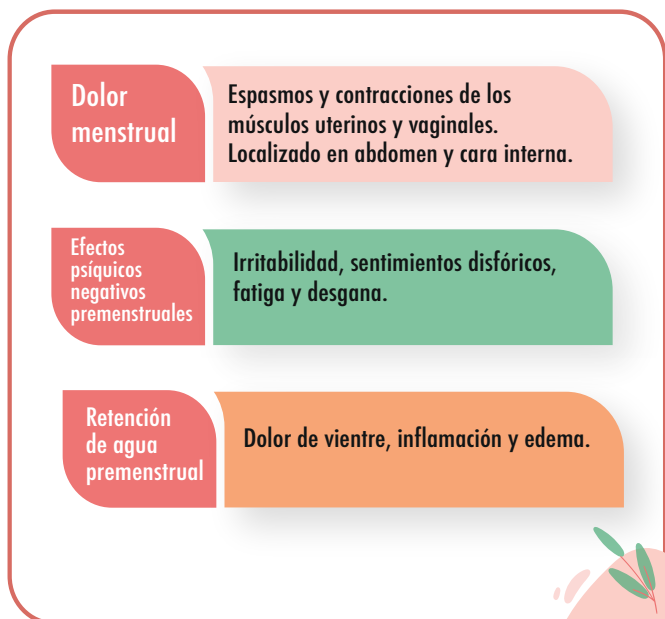 Dolor
menstrual
Espasmos y contracciones de los
músculos uterinos y vaginales.
Localizado en abdomen y cara interna.
Efectos
psíquicos
negativos
premenstruales
Irritabilidad, sentimientos disfóricos,
fatiga y desgana.
Retención
de agua
premenstrual
Dolor de vientre, inflamación y edema.